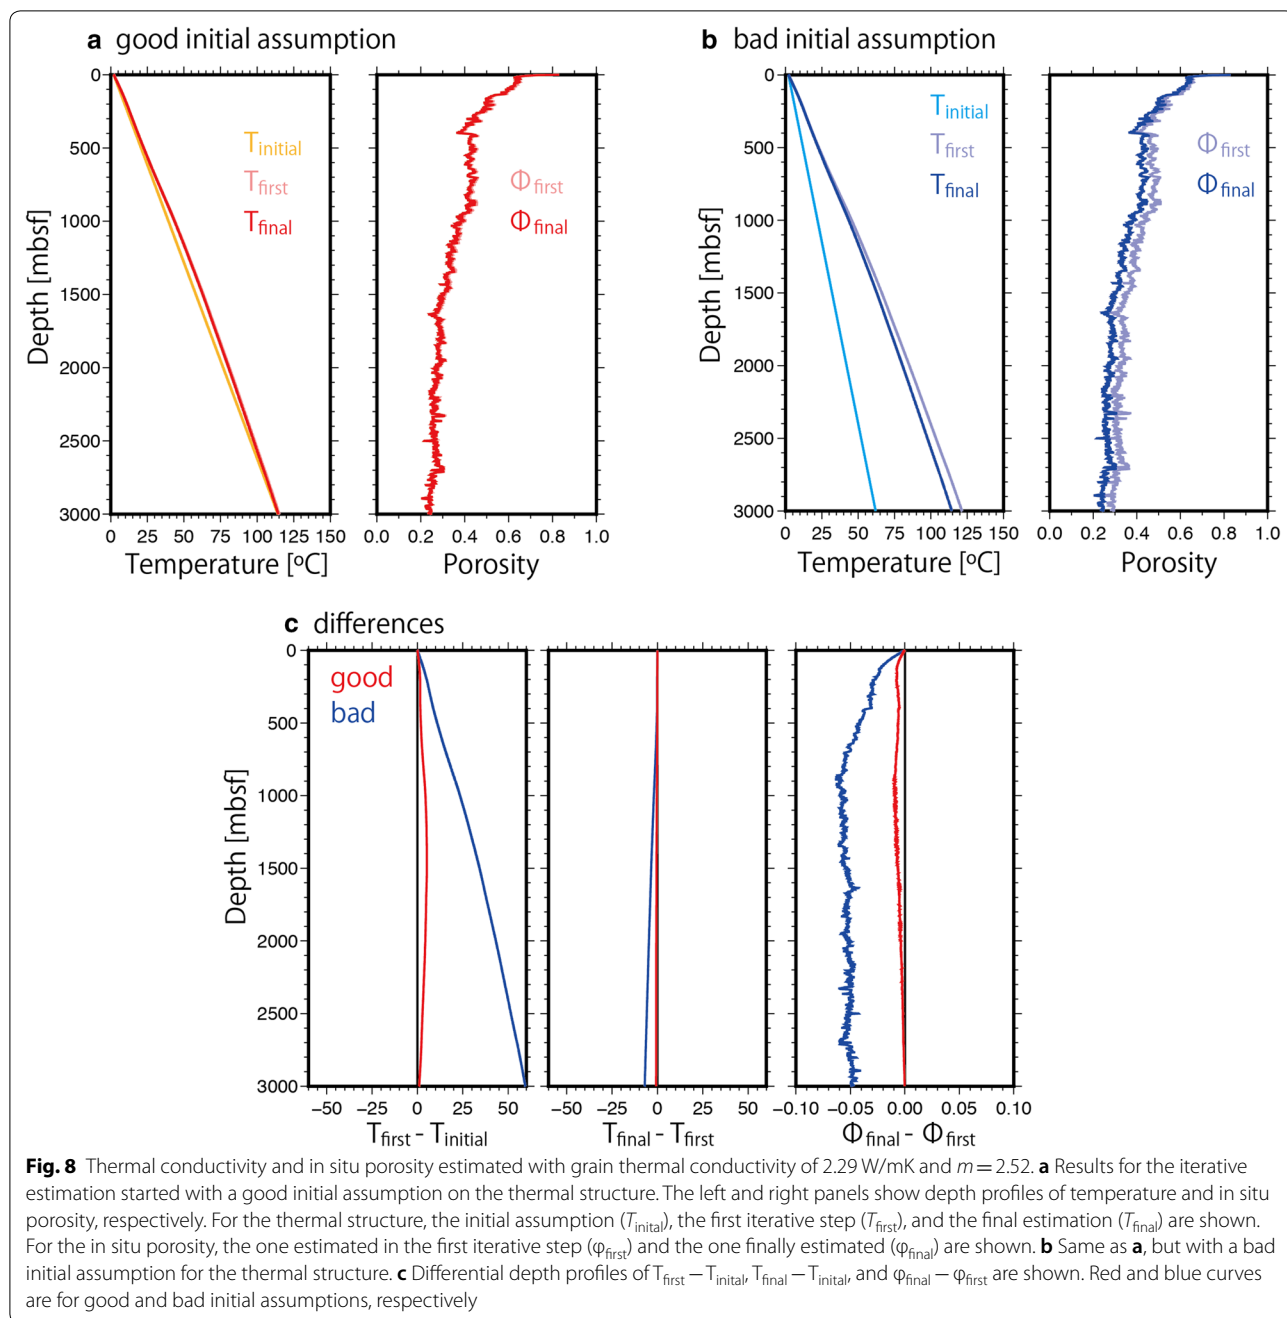 a good initial assumption
0
500
1000
1500
2000
2500
3000
Depth [mbsf]
T initial
T first
T final
0 25 50 75 100 125 150
Temperature [ºC]
Φ first
Φ final
0.0 0.2 0.4 0.6 0.8 1.0
Porosity
b bad initial assumption
0
500
1000
1500
2000
2500
3000
Depth [mbsf]
T initial
T first
T final
0 25 50 75 100 125 150
Temperature [ºC]
Φ first
Φ final
0.0 0.2 0.4 0.6 0.8 1.0
Porosity
c differences
0
500
1000
1500
2000
2500
3000
Depth [mbsf]
good
bad
−50 −25 0 25 50
T first - T initial
−50 −25 0 25 50
T final - T first
−0.10 −0.05 0.00 0.05 0.10
Φ final - Φ first
Fig. 8 Thermal conductivity and in situ porosity estimated with grain thermal conductivity of 2.29 W/mK and m = 2.52. a Results for the iterative
estimation started with a good initial assumption on the thermal structure. The left and right panels show depth profiles of temperature and in situ
porosity, respectively. For the thermal structure, the initial assumption (Tinital), the first iterative step (Tfirst), and the final estimation (Tfinal) are shown.
For the in situ porosity, the one estimated in the first iterative step (φfirst) and the one finally estimated (φfinal) are shown. b Same as a, but with a bad
initial assumption for the thermal structure. c Differential depth profiles of Tfirst − Tinital, Tfinal − Tinital, and φfinal − φfirst are shown. Red and blue curves
are for good and bad initial assumptions, respectively